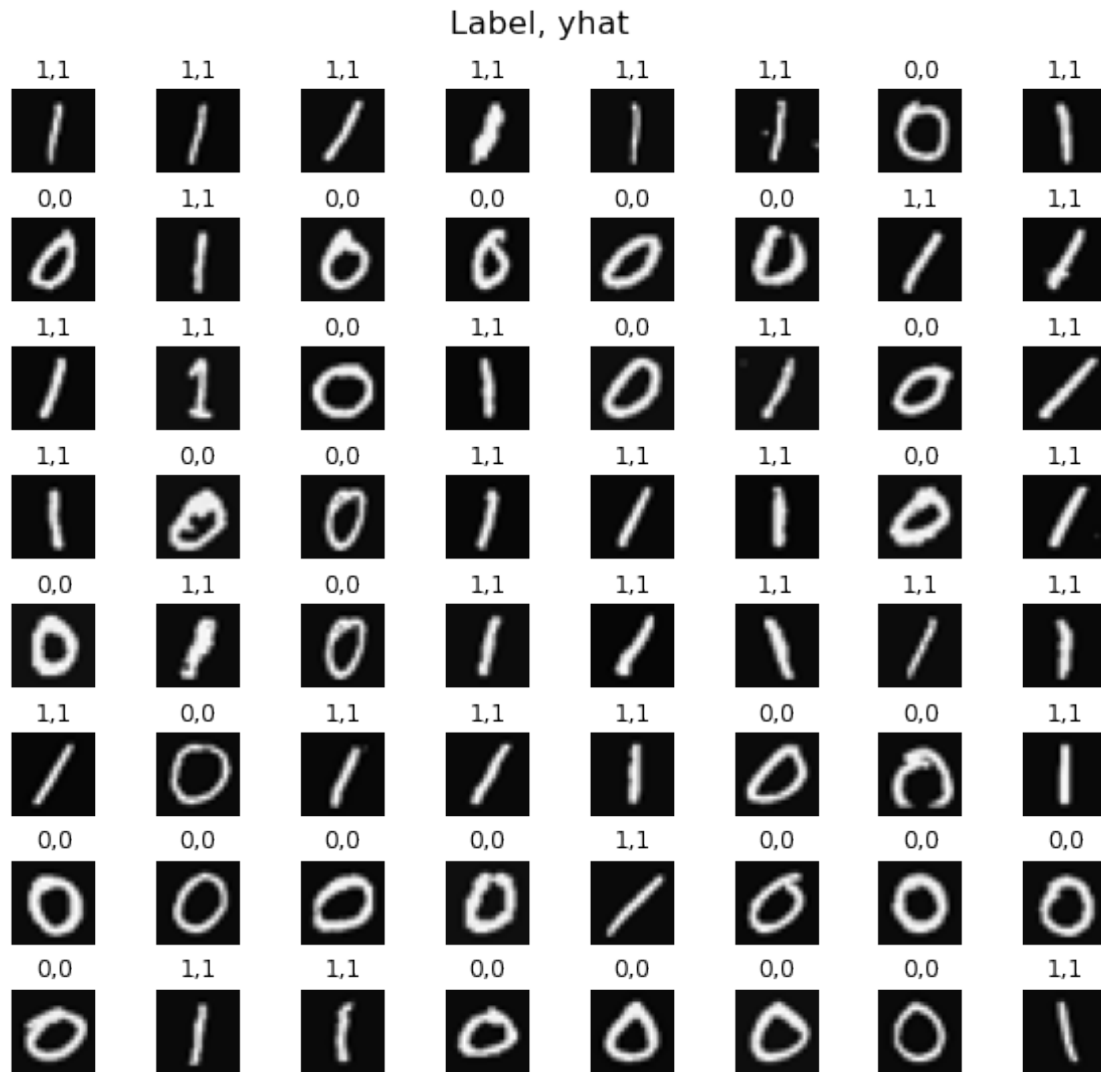 Label, yhat
1,1 1,1 1,1 1,1 1,1 1,1 0,0 1,1
0,0 1,1 0,0 0,0 0,0 0,0 1,1 1,1
1,1 1,1 0,0 1,1 0,0 1,1 0,0 1,1
1,1 0,0 0,0 1,1 1,1 1,1 0,0 1,1
0,0 1,1 0,0 1,1 1,1 1,1 1,1 1,1
1,1 0,0 1,1 1,1 1,1 0,0 0,0 1,1
0,0 0,0 0,0 0,0 1,1 0,0 0,0 0,0
0,0 1,1 1,1 0,0 0,0 0,0 0,0 1,1